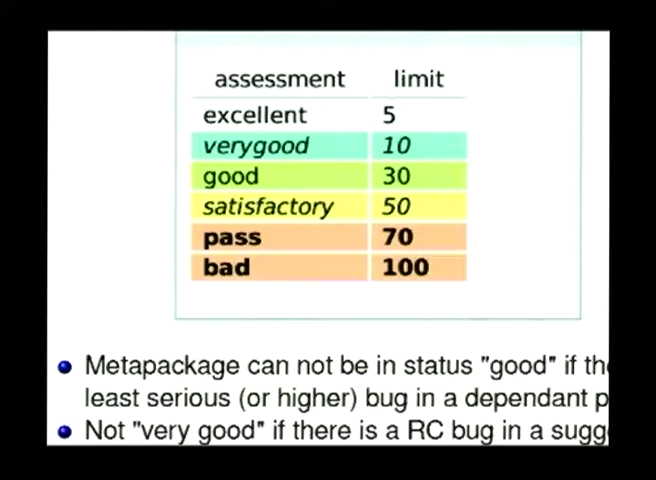 assessment limit
excellent 5
verygood 10
good 30
satisfactory 50
pass 70
bad 100
Metapackage can not be in status "good" if
least serious (or higher) bug in a dependant
Not "very good" if there is a RC bug in a